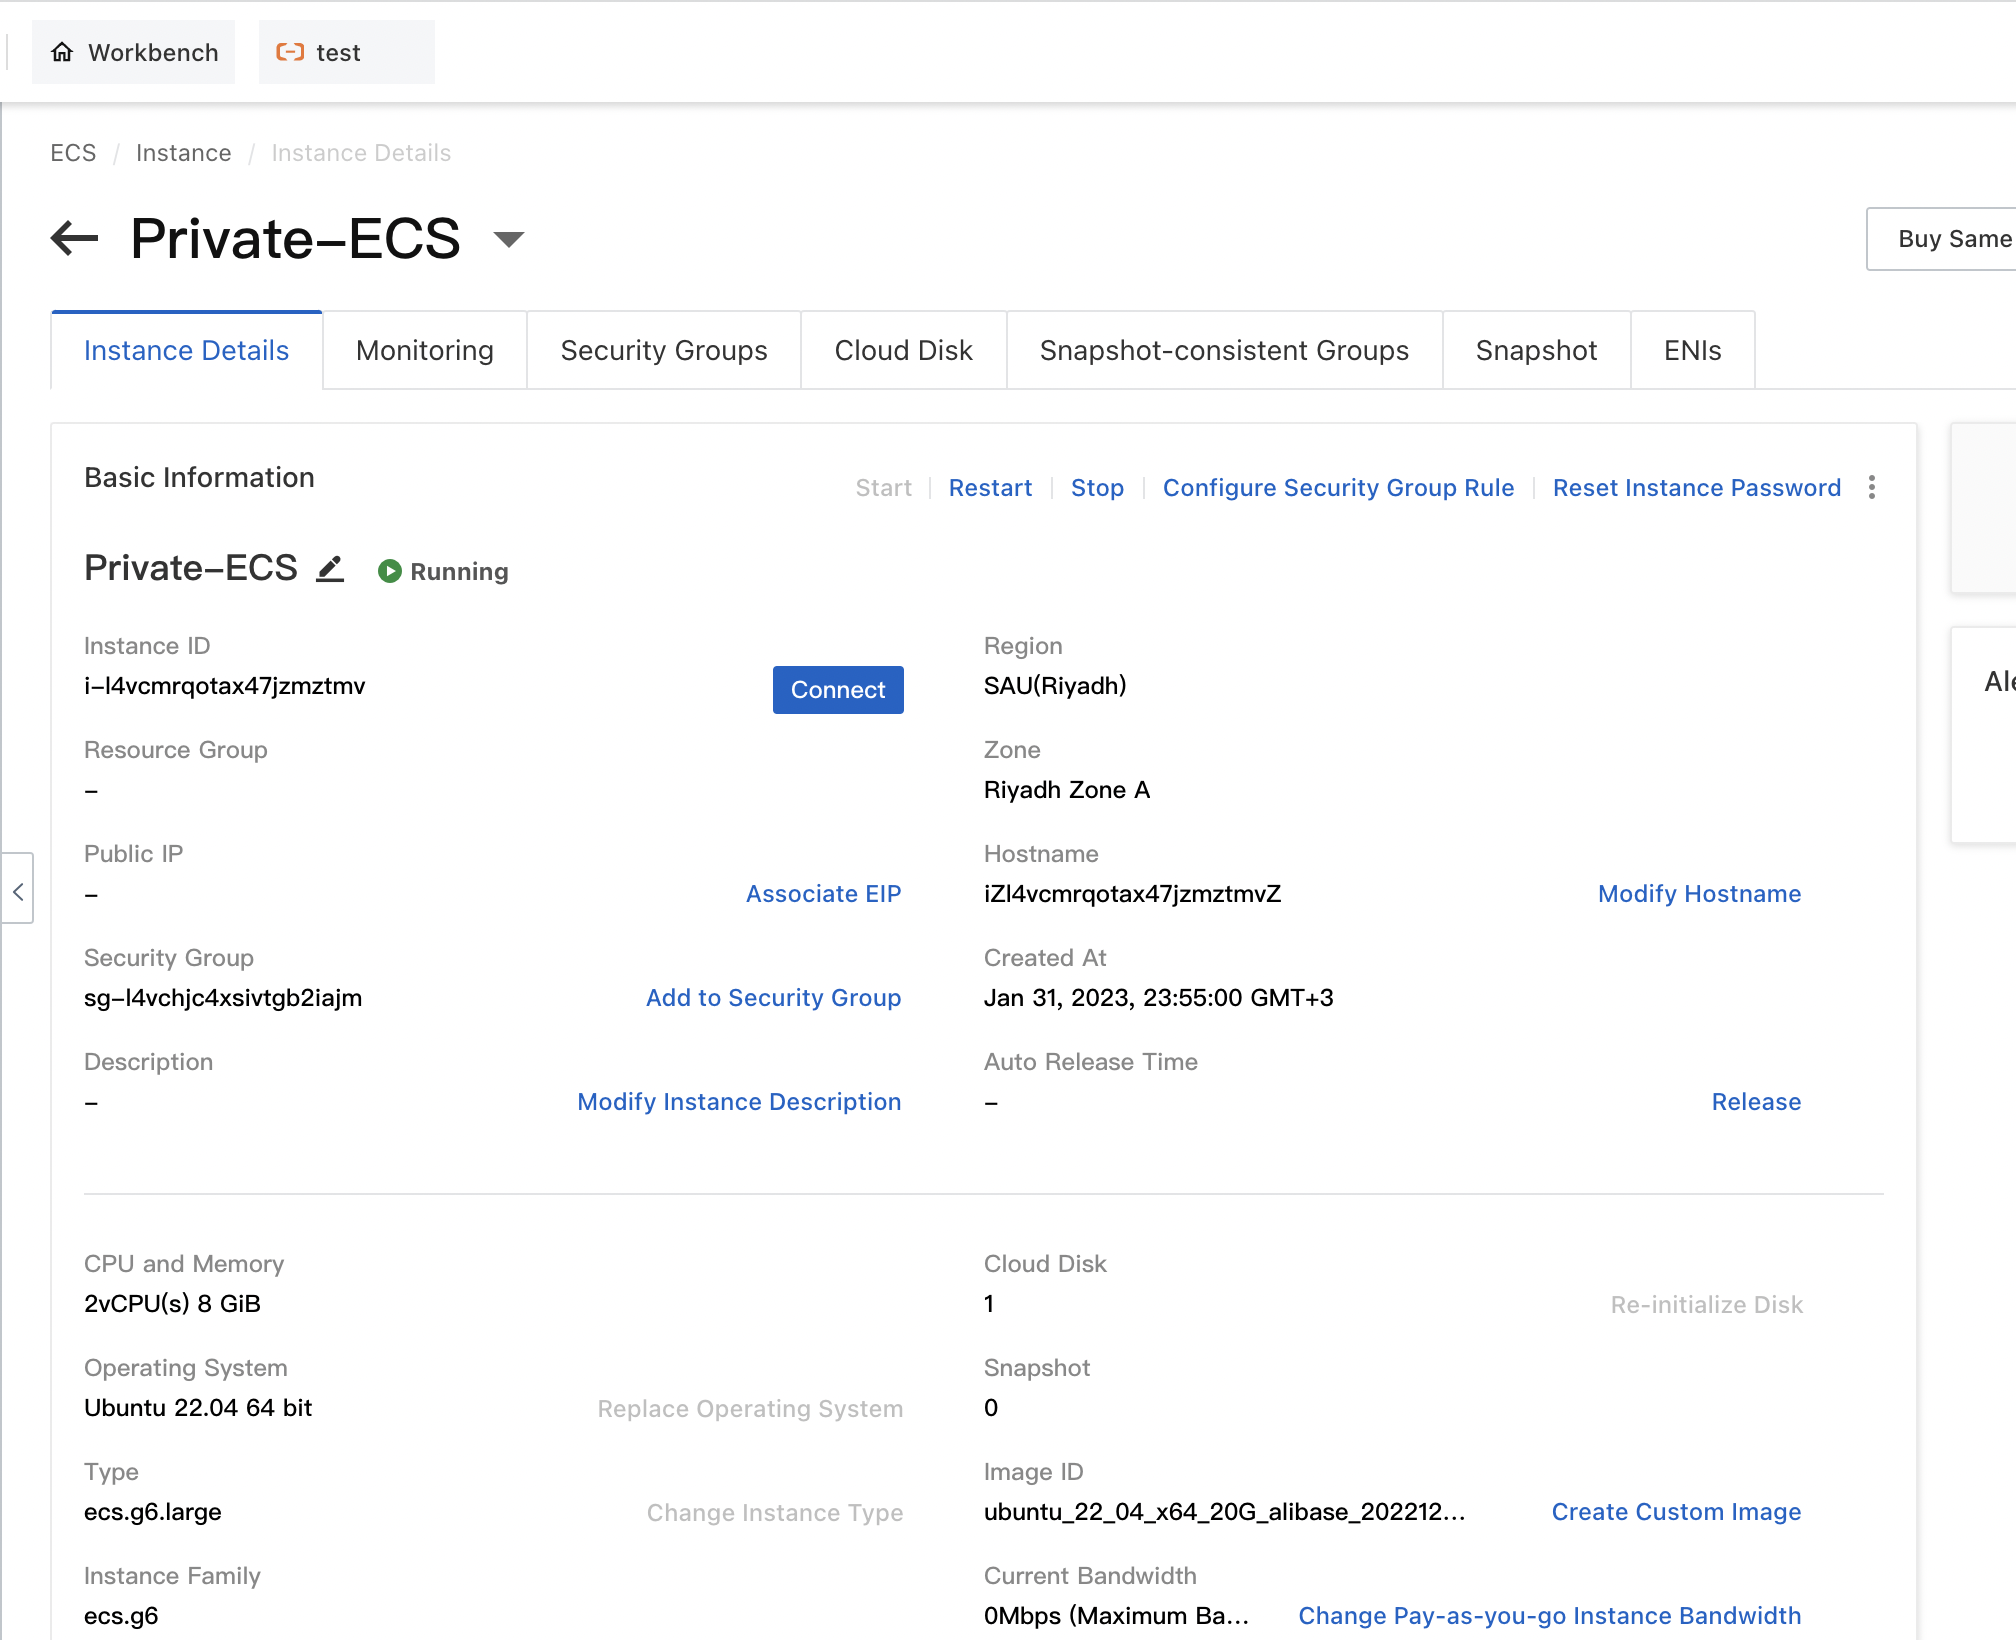 Workbench test
ECS / Instance / Instance Details
Private-ECS
Buy Same
Instance Details Monitoring Security Groups Cloud Disk Snapshot-consistent Groups Snapshot ENIs
Basic Information
Start Restart Stop Configure Security Group Rule Reset Instance Password
Private-ECS Running
Instance ID
i-l4vcmrqotax47jzmztmv
Connect
Region
SAU(Riyadh)
Resource Group
-
Zone
Riyadh Zone A
Public IP
- Associate EIP
Hostname
iZl4vcmrqotax47jzmztmvZ Modify Hostname
Security Group
sg-l4vchjc4xsivtgb2iajm Add to Security Group
Created At
Jan 31, 2023, 23:55:00 GMT+3
Description
- Modify Instance Description
Auto Release Time
- Release
CPU and Memory
2vCPU(s) 8 GiB
Cloud Disk
1 Re-initialize Disk
Operating System
Ubuntu 22.04 64 bit Replace Operating System
Snapshot
0
Type
ecs.g6.large Change Instance Type
Image ID
ubuntu_22_04_x64_20G_alibase_202212... Create Custom Image
Instance Family
ecs.g6
Current Bandwidth
0Mbps (Maximum Ba... Change Pay-as-you-go Instance Bandwidth